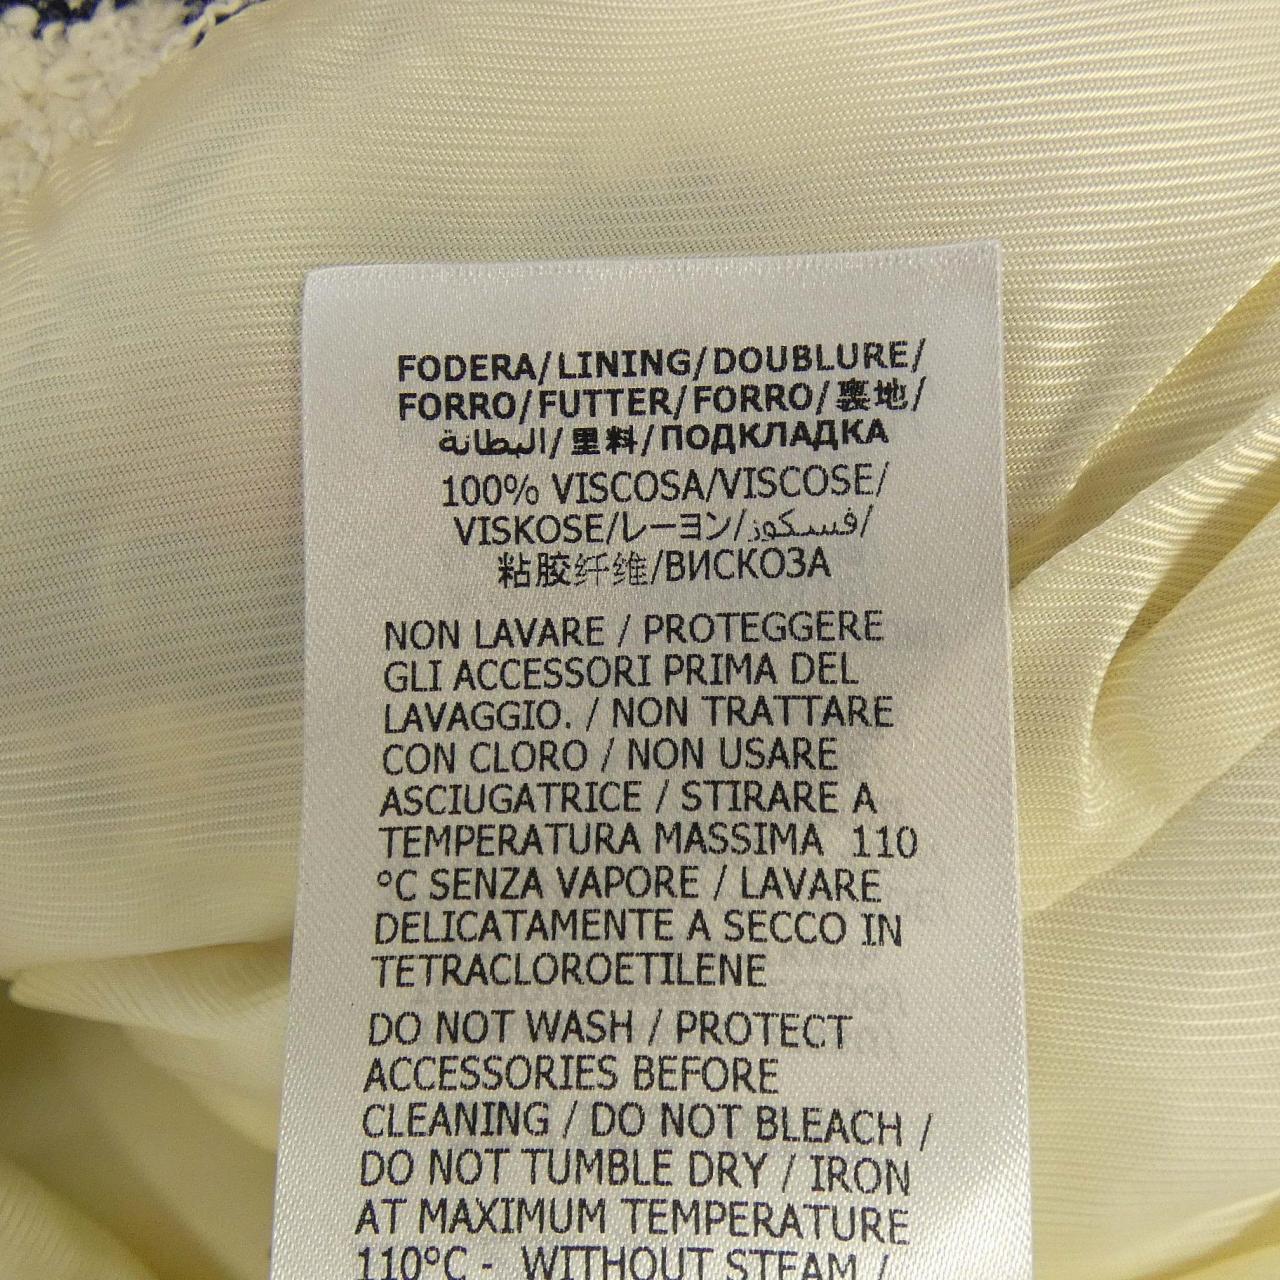 FODERA/LINING/DOUBLURE/
FORRO/FUTTER/FORRO/裏地/
البطانة/里料/ПОДКЛАДКА
100% VISCOSA/VISCOSE/
VISKOSE/レーヨン/فسكوز/
粘胶纤维/ВИСКОЗА
NON LAVARE / PROTEGGERE
GLI ACCESSORI PRIMA DEL
LAVAGGIO. / NON TRATTARE
CON CLORO / NON USARE
ASCIUGATRICE / STIRARE A
TEMPERATURA MASSIMA 110
°C SENZA VAPORE / LAVARE
DELICATAMENTE A SECCO IN
TETRACLOROETILENE
DO NOT WASH / PROTECT
ACCESSORIES BEFORE
CLEANING / DO NOT BLEACH /
DO NOT TUMBLE DRY / IRON
AT MAXIMUM TEMPERATURE
110°C - WITHOUT STEAM /